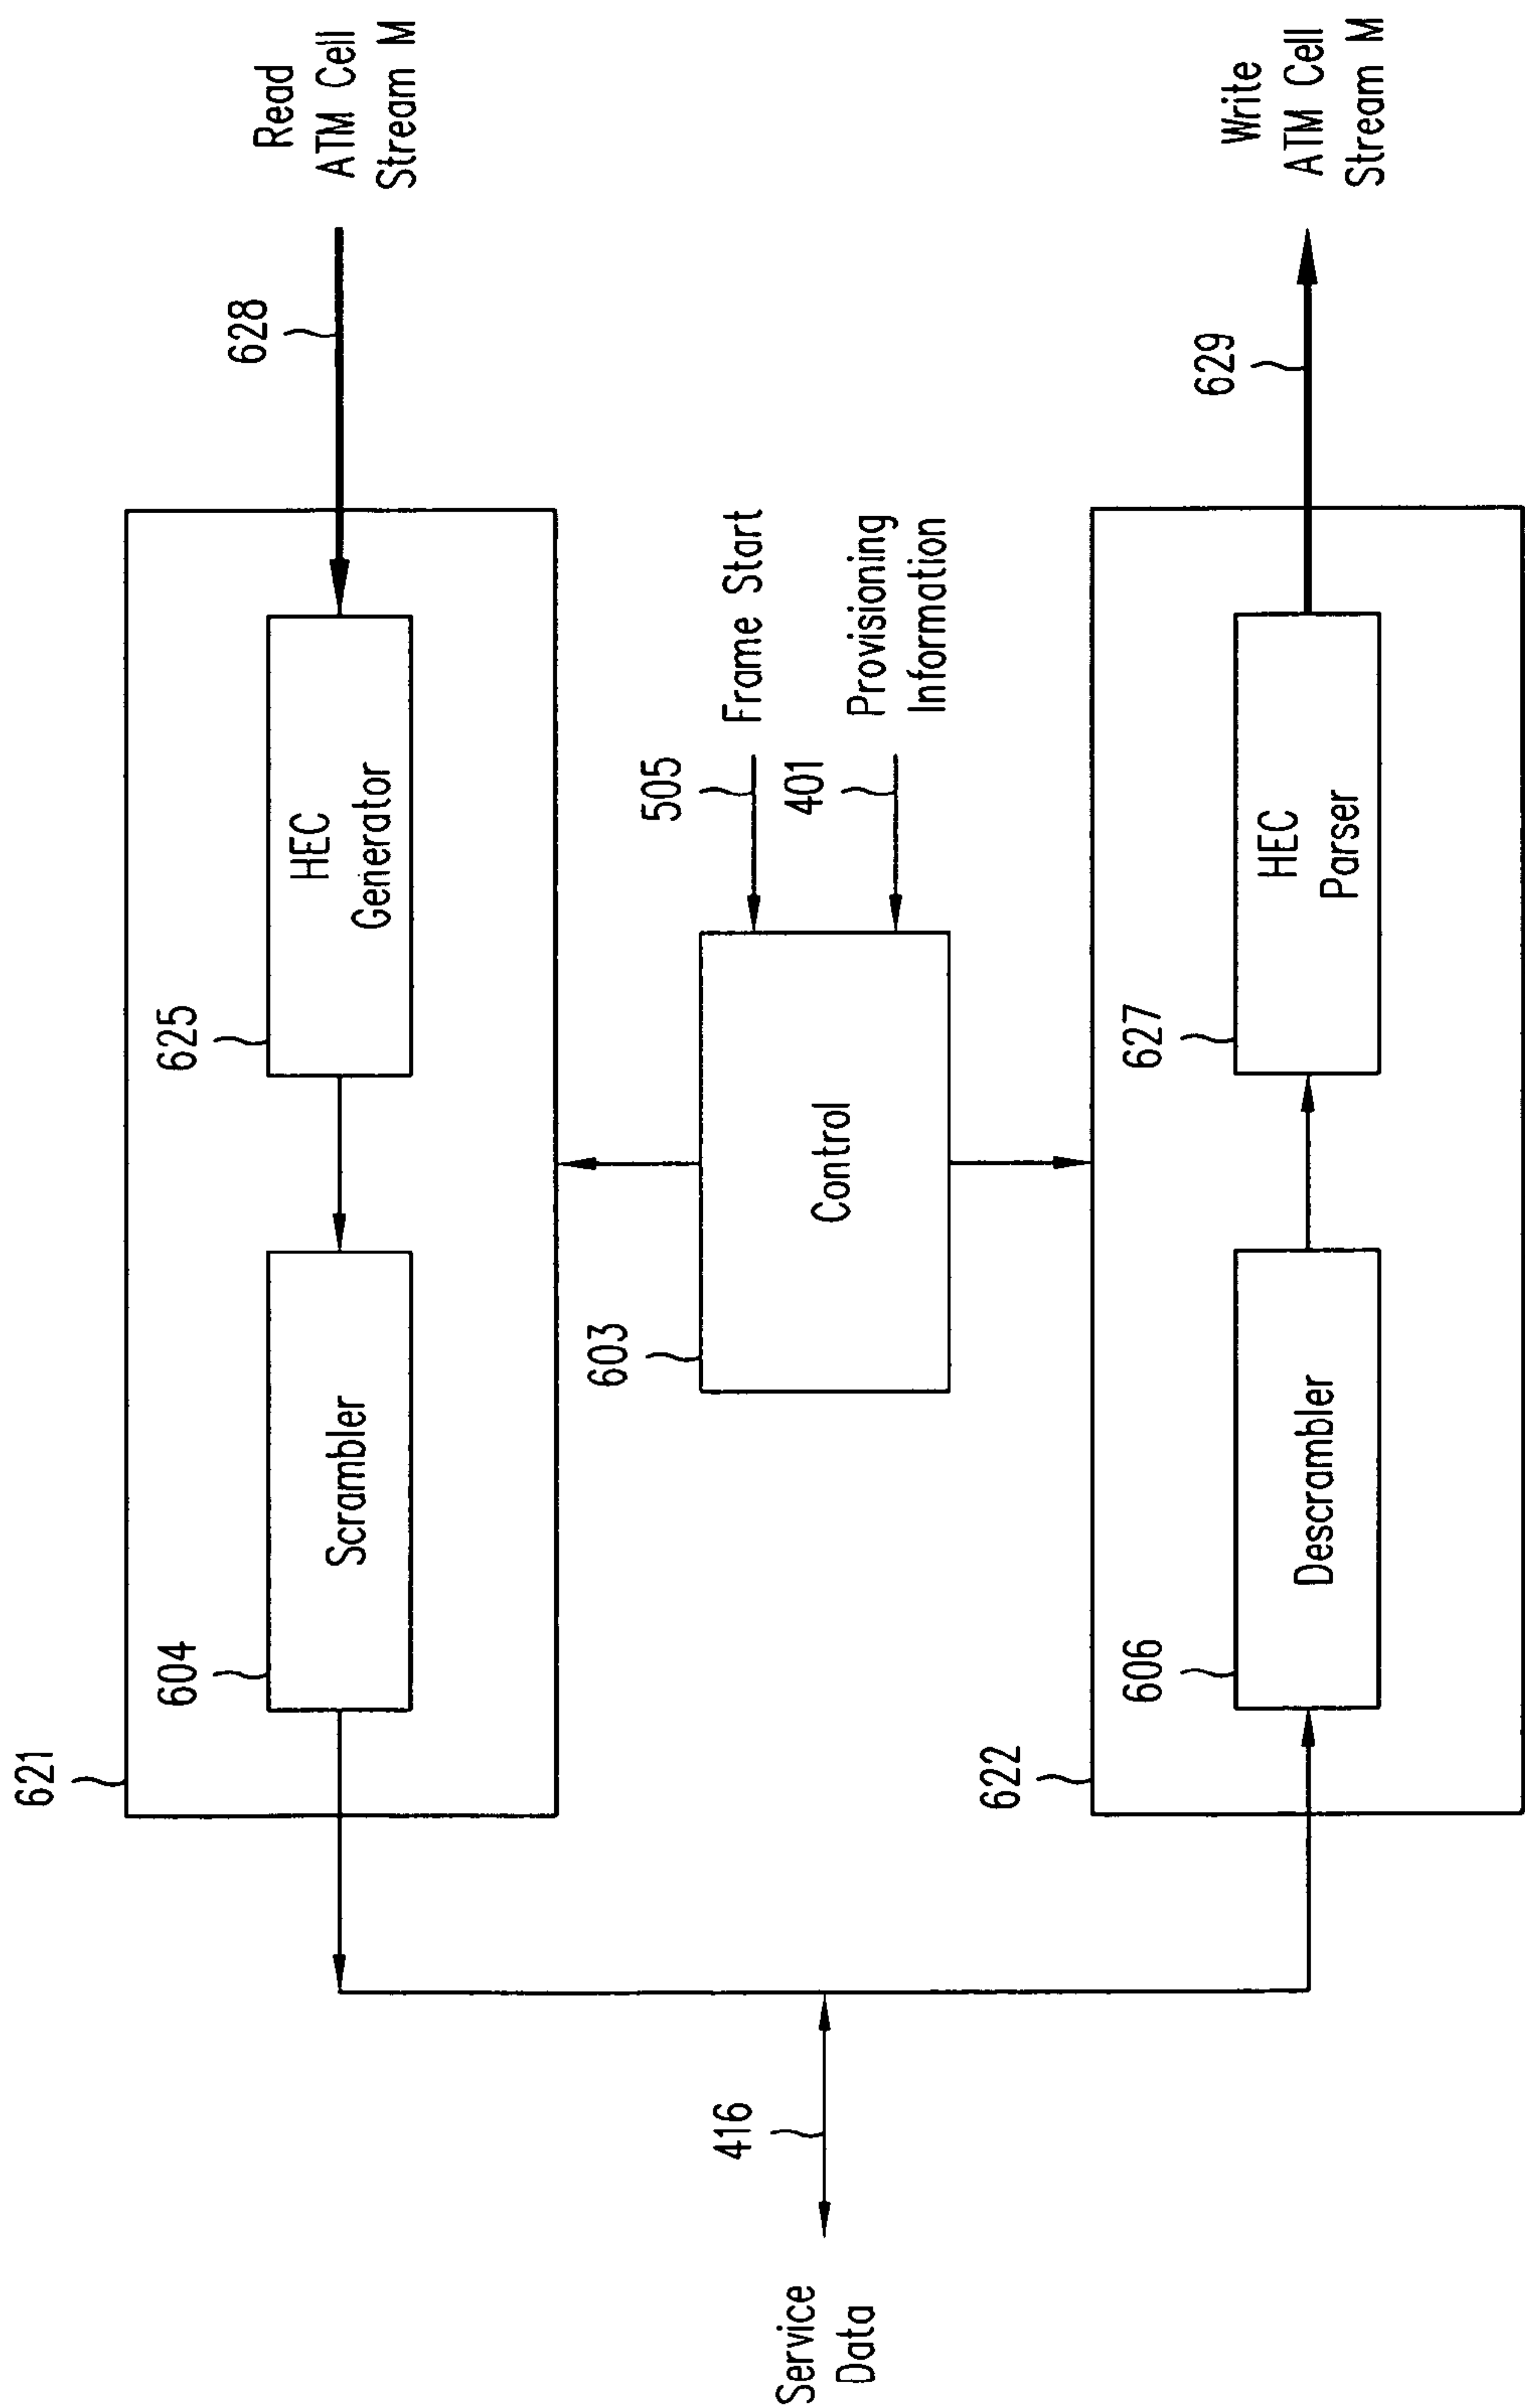 Read
ATM Cell
Stream M
628
HEC
Generator
625
Scrambler
604
621
505
Frame Start
401
Provisioning
Information
Control
603
Service
Data
416
Write
ATM Cell
Stream M
629
HEC
Parser
627
Descrambler
606
622